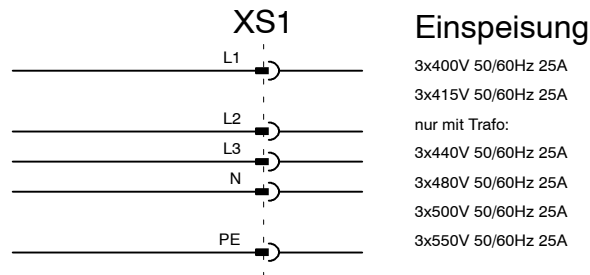 XS1
Einspeisung
L1
3x400V 50/60Hz 25A
3x415V 50/60Hz 25A
L2
nur mit Trafo:
L3
3x440V 50/60Hz 25A
N
3x480V 50/60Hz 25A
3x500V 50/60Hz 25A
PE
3x550V 50/60Hz 25A